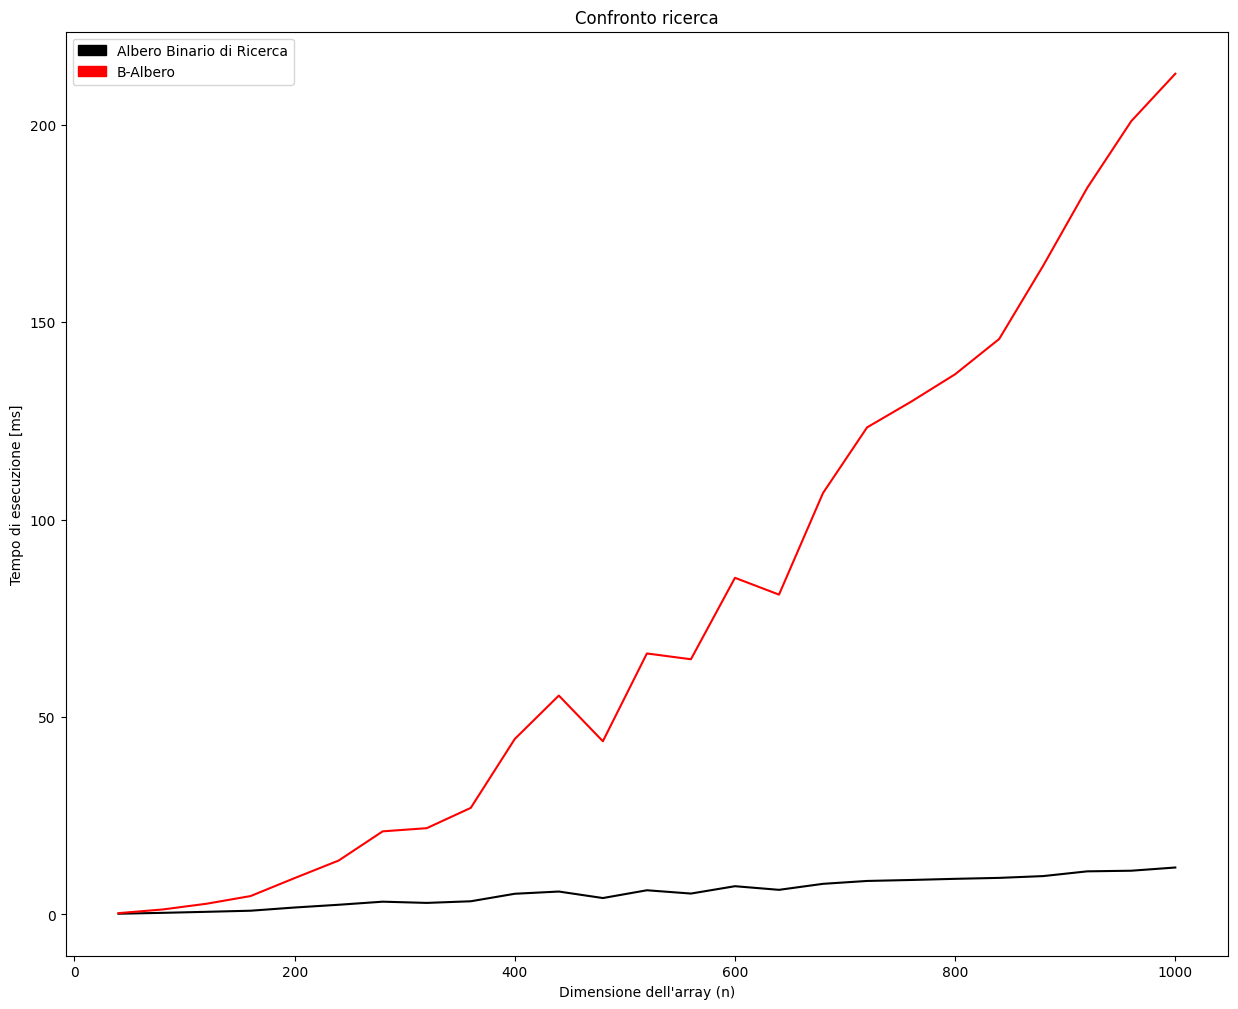 Confronto ricerca
Albero Binario di Ricerca
B-Albero
200
150
100
50
0
Tempo di esecuzione [ms]
0
200
400
600
800
1000
Dimensione dell'array (n)